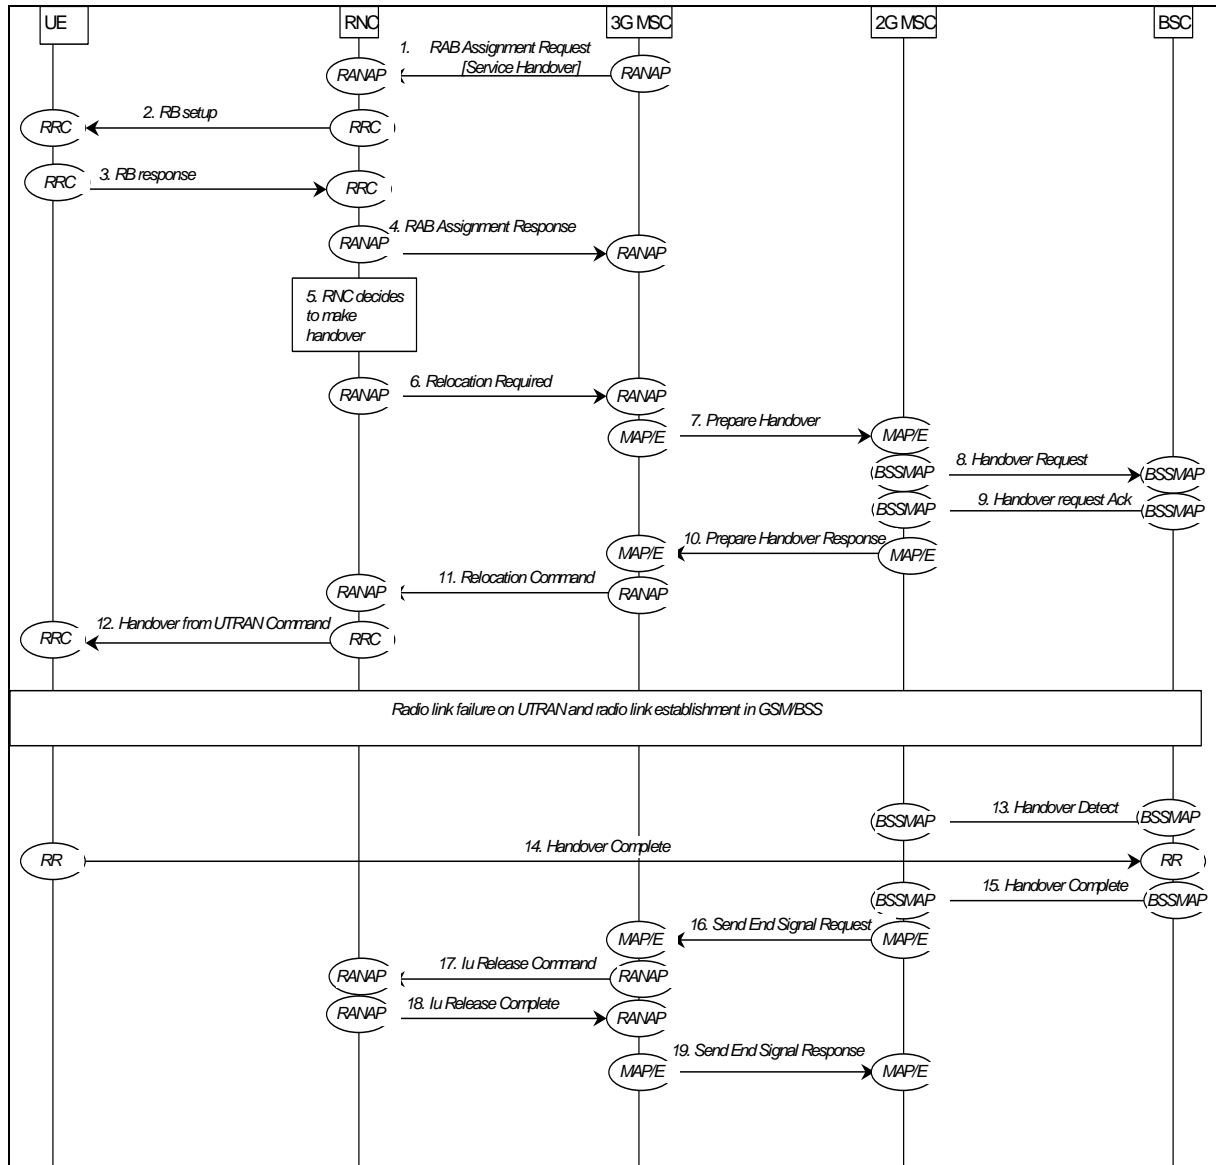 UE
RNC
3G MSC
2G MSC
BSC
1. RAB Assignment Request
[Service Handover]
RANAP
RANAP
2. RB setup
RRC
RRC
3. RB response
RRC
RRC
4. RAB Assignment Response
RANAP
RANAP
5. RNC decides
to make
handover
6. Relocation Required
RANAP
RANAP
7. Prepare Handover
MAP/E
MAP/E
8. Handover Request
BSSMAP
BSSMAP
9. Handover request Ack
BSSMAP
BSSMAP
10. Prepare Handover Response
MAP/E
MAP/E
11. Relocation Command
RANAP
RANAP
12. Handover from UTRAN Command
RRC
RRC
Radio link failure on UTRAN and radio link establishment in GSM/BSS
13. Handover Detect
BSSMAP
BSSMAP
14. Handover Complete
RR
RR
15. Handover Complete
BSSMAP
BSSMAP
16. Send End Signal Request
MAP/E
MAP/E
17. Iu Release Command
RANAP
RANAP
18. Iu Release Complete
RANAP
RANAP
19. Send End Signal Response
MAP/E
MAP/E